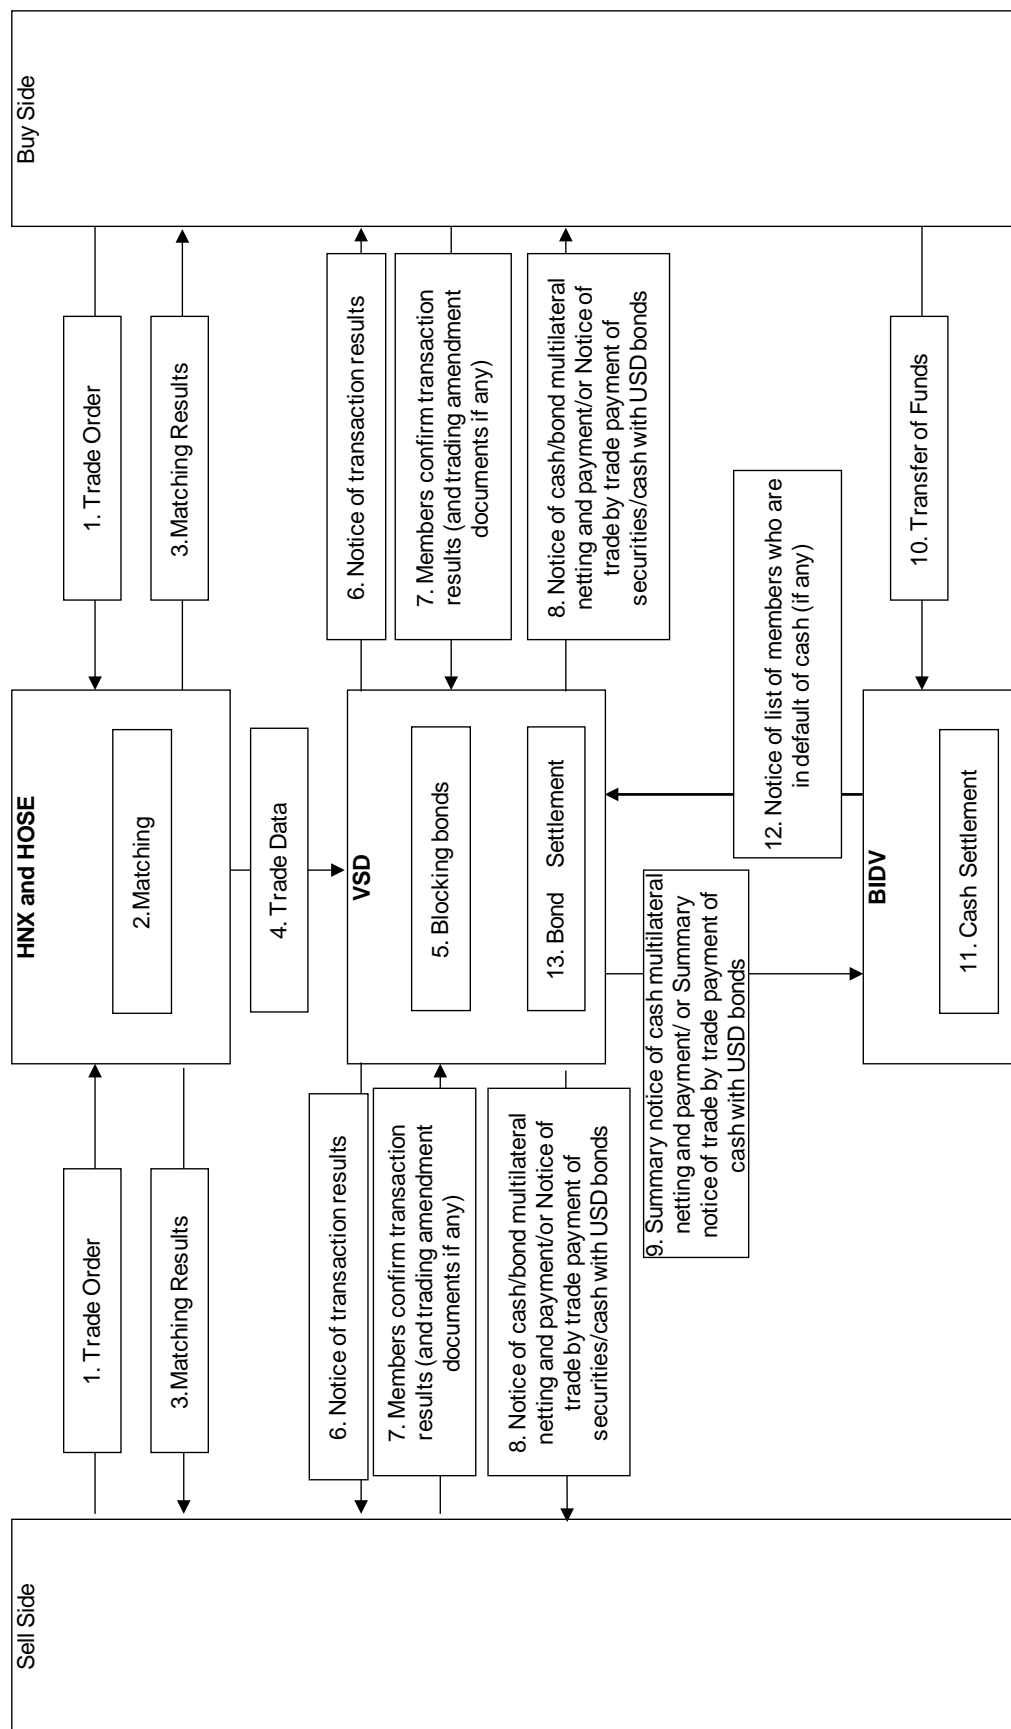 Sell Side
Buy Side
HNX and HOSE
1. Trade Order
1. Trade Order
2.Matching
3.Matching Results
3.Matching Results
4. Trade Data
VSD
5. Blocking bonds
6. Notice of transaction results
6. Notice of transaction results
7. Members confirm transaction
results (and trading amendment
documents if any)
7. Members confirm transaction
results (and trading amendment
documents if any)
8. Notice of cash/bond multilateral
netting and payment/or Notice of
trade by trade payment of
securities/cash with USD bonds
13. Bond Settlement
8. Notice of cash/bond multilateral
netting and payment/or Notice of
trade by trade payment of
securities/cash with USD bonds
9. Summary notice of cash multilateral
netting and payment/ or Summary
notice of trade by trade payment of
cash with USD bonds
12. Notice of list of members who are
in default of cash (if any)
BIDV
10. Transfer of Funds
11. Cash Settlement